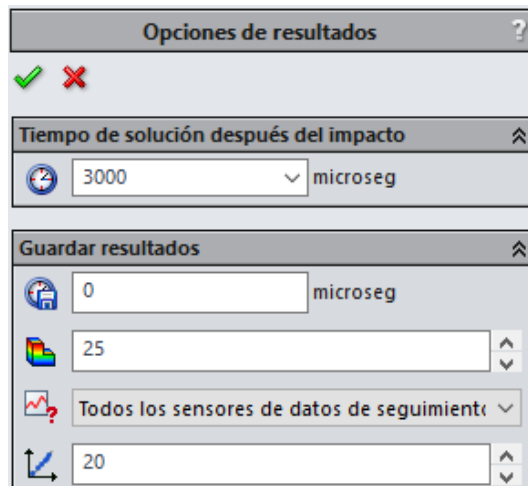 Opciones de resultados ?
Tiempo de solución después del impacto
3000 microseg
Guardar resultados
0 microseg
25
Todos los sensores de datos de seguimiento
20